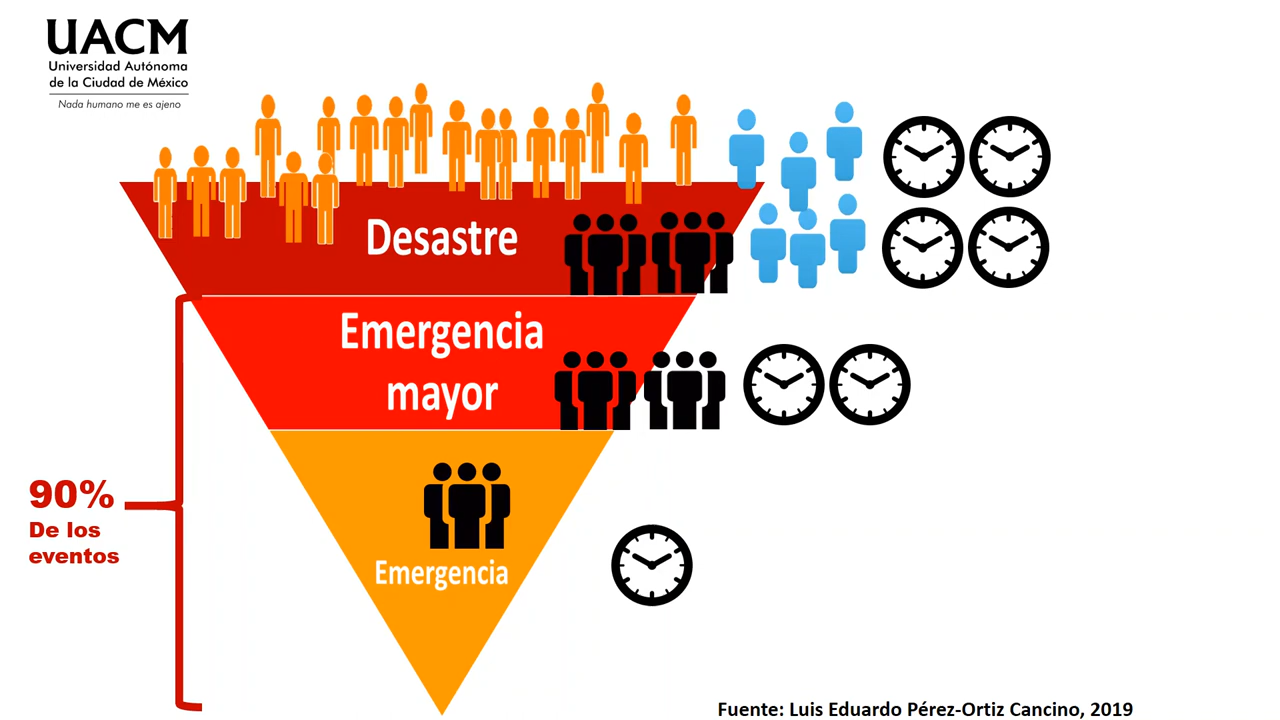 UACM
Universidad Autónoma
de la Ciudad de México
Nada humano me es ajeno
Desastre
Emergencia
mayor
90%
De los
eventos
Emergencia
Fuente: Luis Eduardo Pérez-Ortiz Cancino, 2019